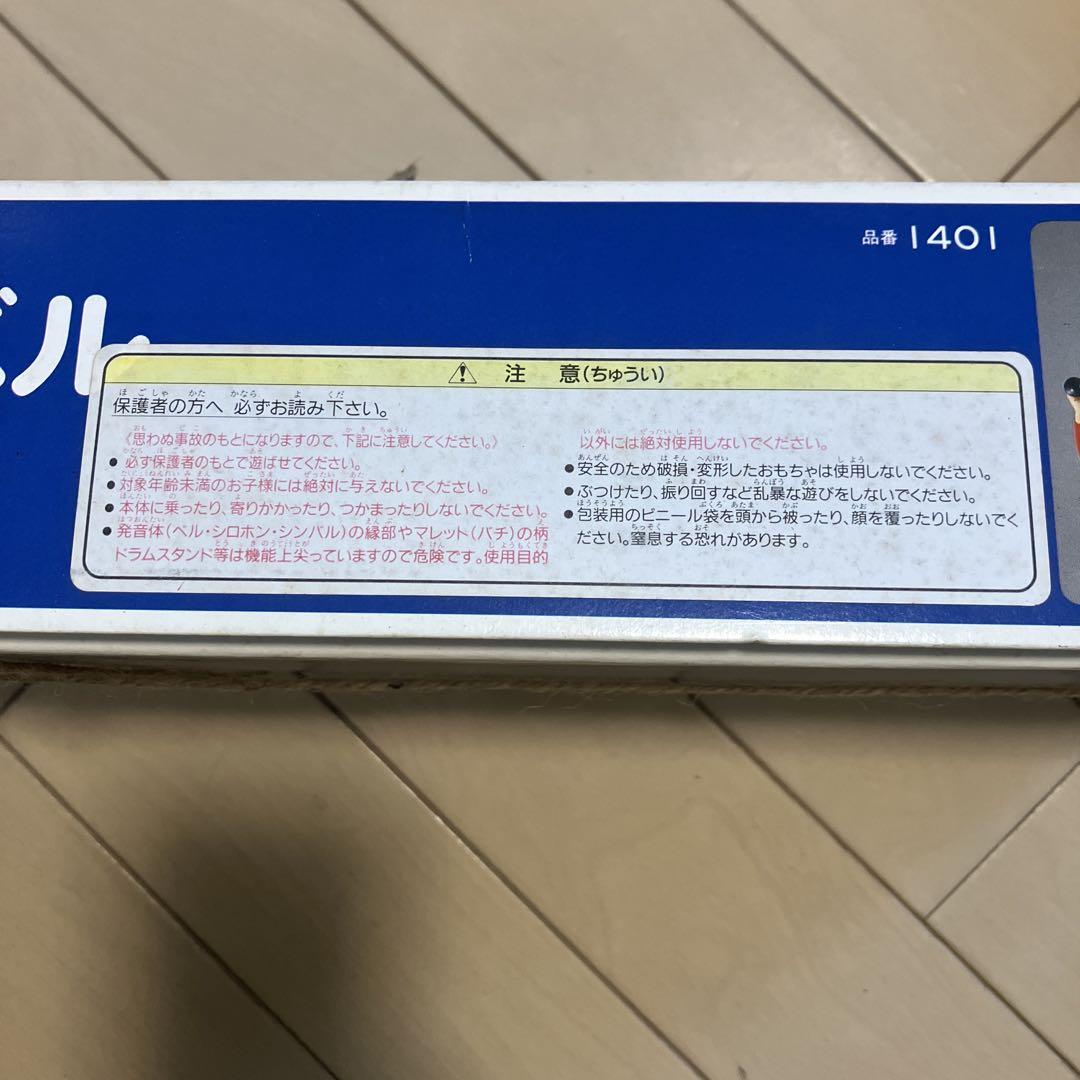 品番 1401
ル
注 意(ちゅうい)
保護者の方へ 必ずお読み下さい。
《思わぬ事故のもとになりますので、下記に注意してください。》
● 必ず保護者のもとで遊ばせてください。
● 対象年齢未満のお子様には絶対に与えないでください。
● 本体に乗ったり、寄りかかったり、つかまったりしないでください。
● 発音体(ベル・シロホン・シンバル)の縁部やマレット(バチ)の柄
ドラムスタンド等は機能上尖っていますので危険です。使用目的
以外には絶対使用しないでください。
●安全のため破損・変形したおもちゃは使用しないでください。
●ぶつけたり、振り回すなど乱暴な遊びをしないでください。
●包装用のビニール袋を頭から被ったり、顔を覆ったりしないでく
ださい。窒息する恐れがあります。